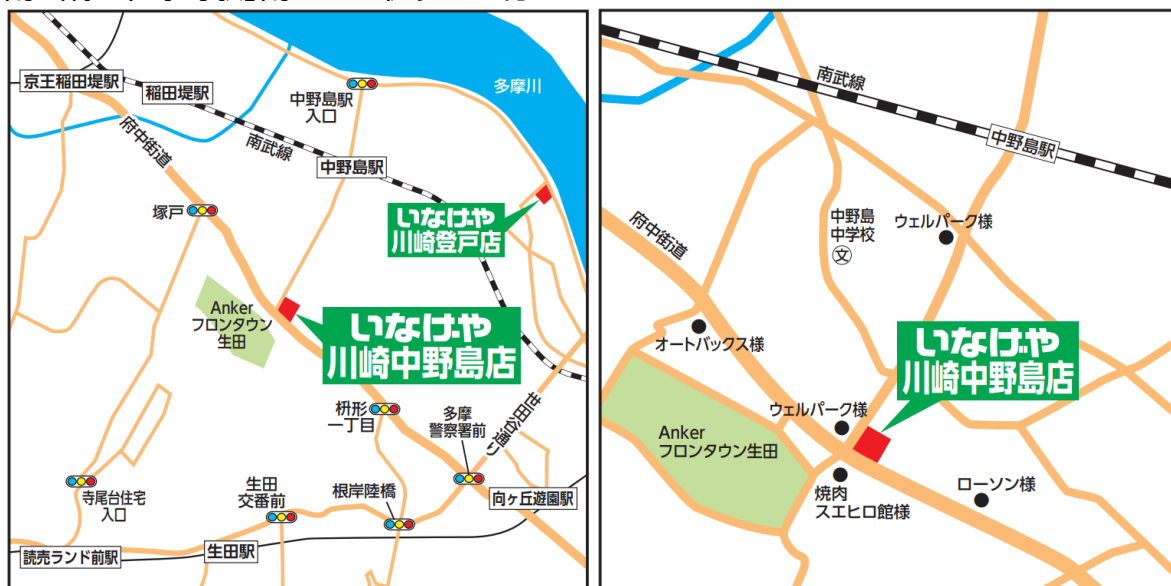 多摩川
京王稲田堤駅
稲田堤駅
中野島駅
入口
府中街道
南武線
中野島駅
塚戸
いなげや
川崎登戸店
Anker
フロンタウン
生田
いなげや
川崎中野島店
枡形
一丁目
多摩
警察署前
世田谷通り
寺尾台住宅
入口
生田
交番前
根岸陸橋
向ヶ丘遊園駅
読売ランド前駅
生田駅
南武線
中野島駅
中野島
中学校
文
ウェルパーク様
府中街道
オートバックス様
いなげや
川崎中野島店
ウェルパーク様
Anker
フロンタウン生田
焼肉
スエヒロ館様
ローソン様